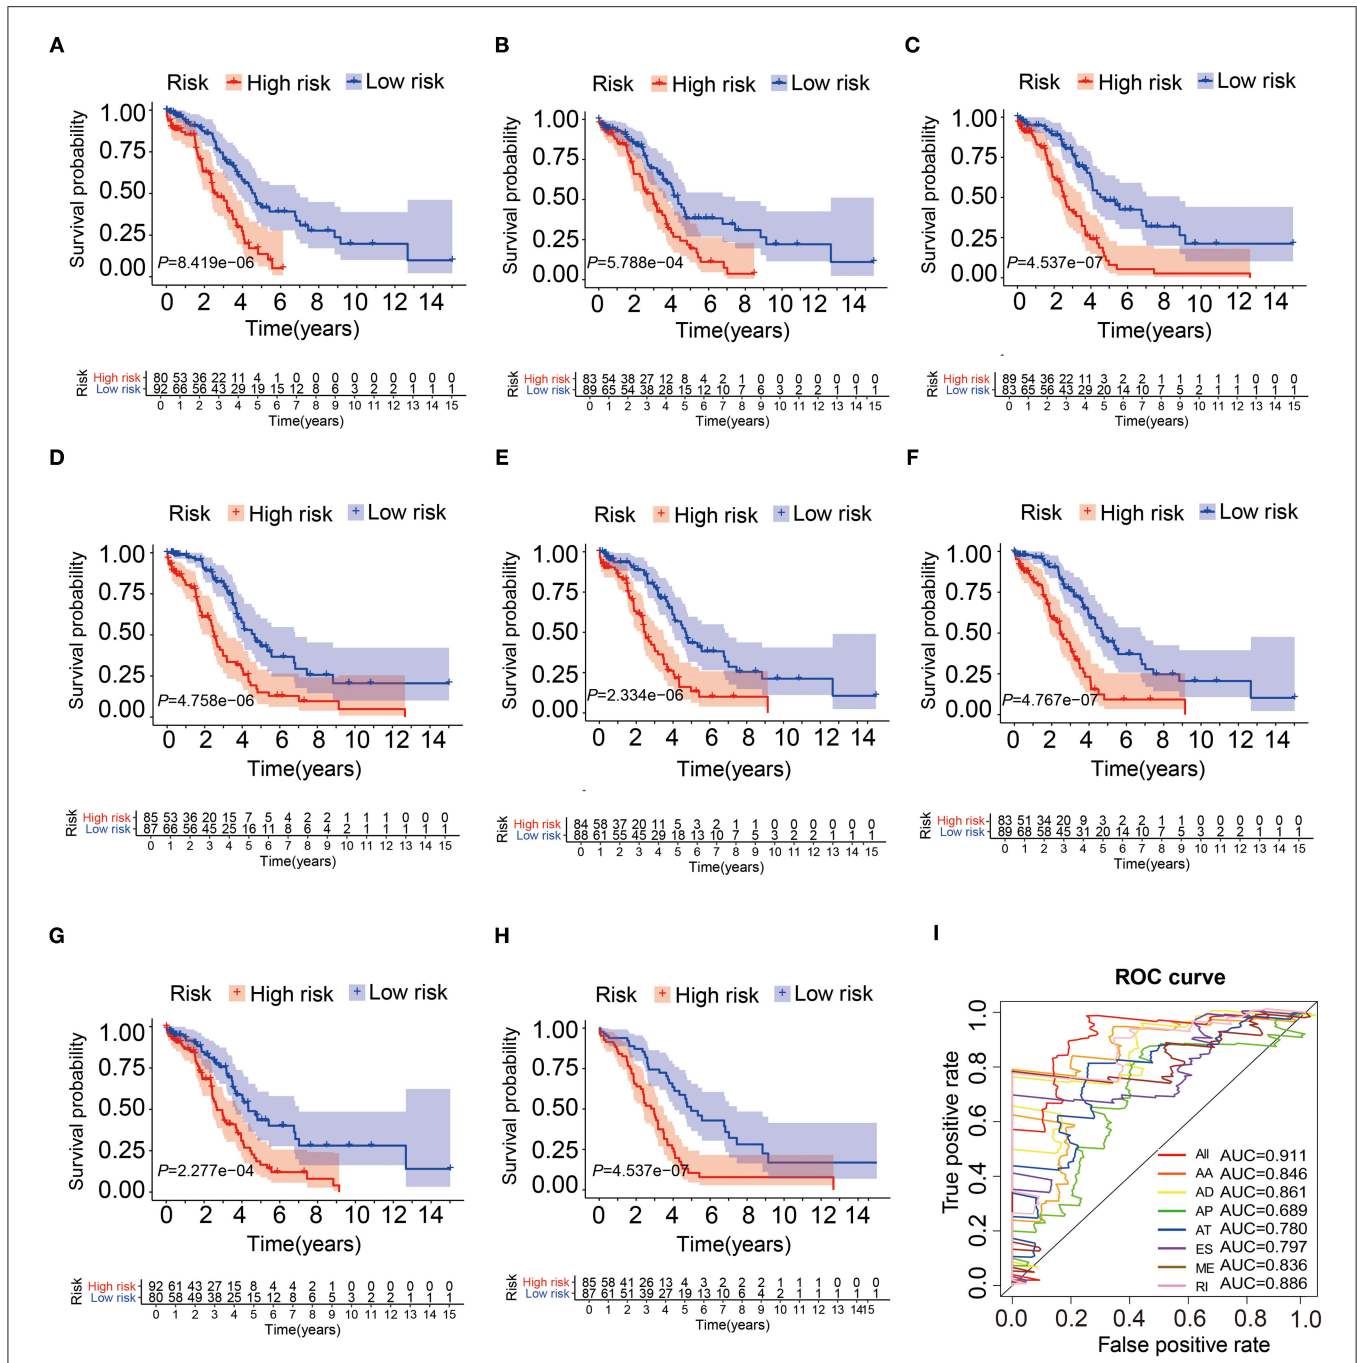 A
Risk High risk Low risk
Survival probability
1.00
0.75
0.50
0.25
0.00
P=8.419e−06
0 2 4 6 8 10 12 14
Time(years)
Risk
High risk 80 53 36 22 11 4 1 0 0 0 0 0 0 0 0 0
Low risk 92 66 56 43 29 19 15 12 8 6 3 2 2 1 1 1
0 1 2 3 4 5 6 7 8 9 10 11 12 13 14 15
Time(years)
B
Risk High risk Low risk
Survival probability
1.00
0.75
0.50
0.25
0.00
P=5.788e−04
0 2 4 6 8 10 12 14
Time(years)
Risk
High risk 83 54 38 27 12 8 4 2 1 0 0 0 0 0 0 0
Low risk 89 65 54 38 28 15 12 10 7 6 3 2 2 1 1 1
0 1 2 3 4 5 6 7 8 9 10 11 12 13 14 15
Time(years)
C
Risk High risk Low risk
Survival probability
1.00
0.75
0.50
0.25
0.00
P=4.537e−07
0 2 4 6 8 10 12 14
Time(years)
Risk
High risk 89 54 36 22 11 3 2 2 1 1 1 1 1 0 0 0
Low risk 83 65 56 43 29 20 14 10 7 5 2 1 1 1 1 1
0 1 2 3 4 5 6 7 8 9 10 11 12 13 14 15
Time(years)
D
Risk High risk Low risk
Survival probability
1.00
0.75
0.50
0.25
0.00
P=4.758e−06
0 2 4 6 8 10 12 14
Time(years)
Risk
High risk 85 53 36 20 15 7 5 4 2 2 1 1 1 0 0 0
Low risk 87 66 56 45 25 16 11 8 6 4 2 1 1 1 1 1
0 1 2 3 4 5 6 7 8 9 10 11 12 13 14 15
Time(years)
E
Risk High risk Low risk
Survival probability
1.00
0.75
0.50
0.25
0.00
P=2.334e−06
0 2 4 6 8 10 12 14
Time(years)
Risk
High risk 84 58 37 20 11 5 3 2 1 1 0 0 0 0 0 0
Low risk 88 61 55 45 29 18 13 10 7 5 3 2 2 1 1 1
0 1 2 3 4 5 6 7 8 9 10 11 12 13 14 15
Time(years)
F
Risk High risk Low risk
Survival probability
1.00
0.75
0.50
0.25
0.00
P=4.767e−07
0 2 4 6 8 10 12 14
Time(years)
Risk
High risk 83 51 34 20 9 3 2 2 1 1 0 0 0 0 0 0
Low risk 89 68 58 45 31 20 14 10 7 5 3 2 2 1 1 1
0 1 2 3 4 5 6 7 8 9 10 11 12 13 14 15
Time(years)
G
Risk High risk Low risk
Survival probability
1.00
0.75
0.50
0.25
0.00
P=2.277e−04
0 2 4 6 8 10 12 14
Time(years)
Risk
High risk 92 61 43 27 15 8 4 4 2 1 0 0 0 0 0 0
Low risk 80 58 49 38 25 15 12 8 6 5 3 2 2 1 1 1
0 1 2 3 4 5 6 7 8 9 10 11 12 13 14 15
Time(years)
H
Risk High risk Low risk
Survival probability
1.00
0.75
0.50
0.25
0.00
P=4.537e−07
0 2 4 6 8 10 12 14
Time(years)
Risk
High risk 85 58 41 26 13 4 3 2 2 2 1 1 1 0 0 0
Low risk 87 61 51 39 27 19 13 10 6 4 2 1 1 1 1 1
0 1 2 3 4 5 6 7 8 9 10 11 12 13 1415
Time(years)
I
ROC curve
True positive rate
1.0
0.8
0.6
0.4
0.2
0.0
All AUC=0.911
AA AUC=0.846
AD AUC=0.861
AP AUC=0.689
AT AUC=0.780
ES AUC=0.797
ME AUC=0.836
RI AUC=0.886
0.0 0.2 0.4 0.6 0.8 1.0
False positive rate